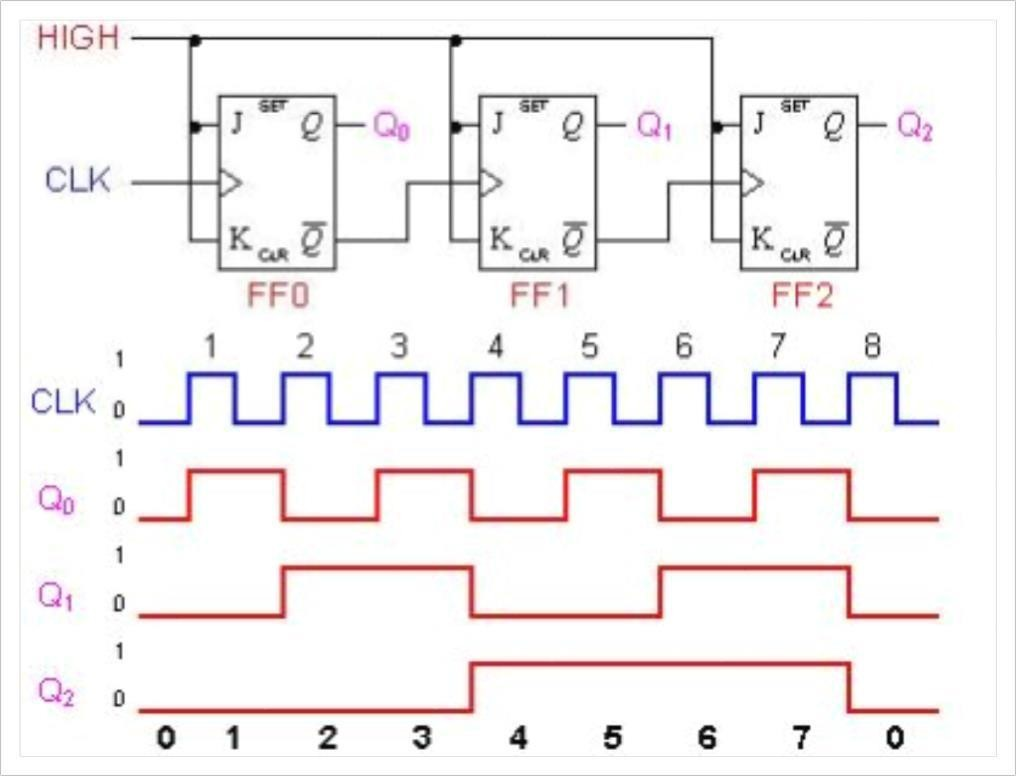 HIGH
SET SET SET
J Q Q0 J Q Q1 J Q Q2
CLK
K CLR Q̅ K CLR Q̅ K CLR Q̅
FF0 FF1 FF2
1 2 3 4 5 6 7 8
1
CLK 0
1
Q0 0
1
Q1 0
1
Q2 0
0 1 2 3 4 5 6 7 0